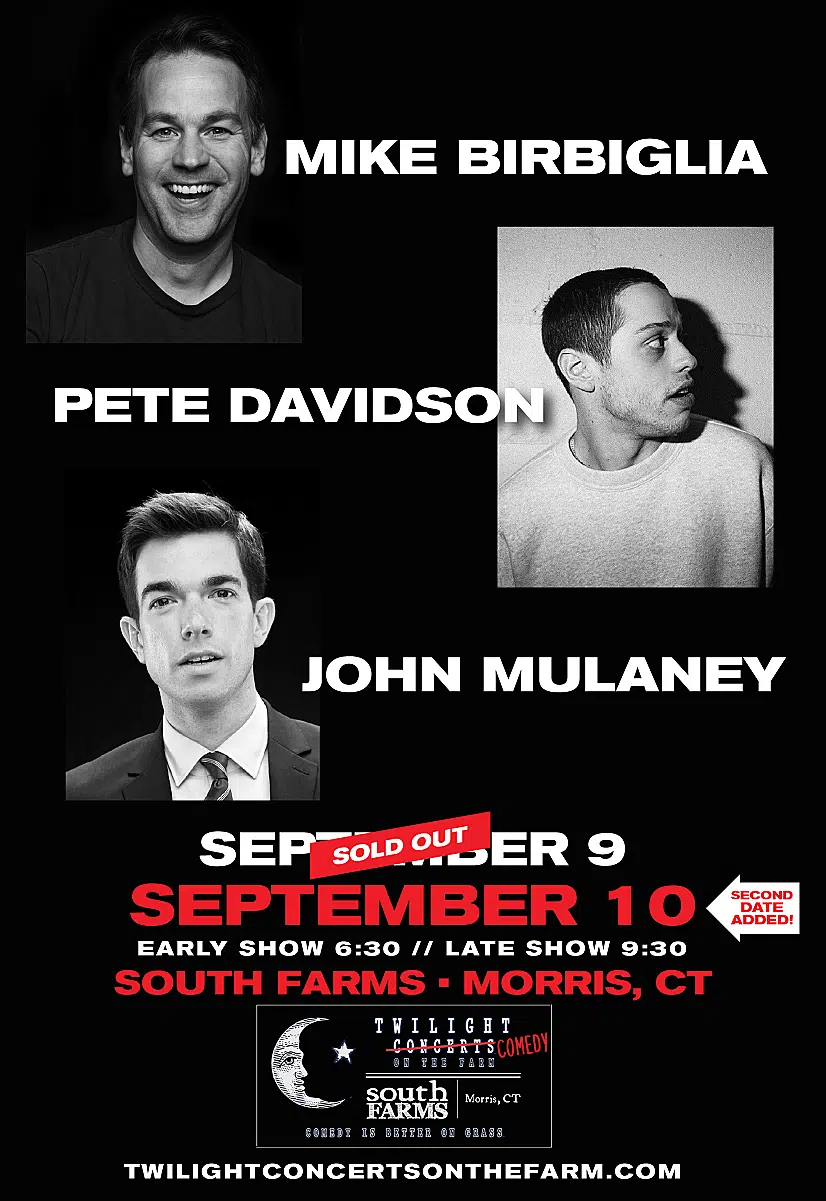 MIKE BIRBIGLIA
PETE DAVIDSON
JOHN MULANEY
SEPTEMBER 9
SOLD OUT
SEPTEMBER 10
SECOND
DATE
ADDED!
EARLY SHOW 6:30 // LATE SHOW 9:30
SOUTH FARMS ▪ MORRIS, CT
TWILIGHT
CONCERTS COMEDY
ON THE FARM
south
FARMS
Morris, CT
COMEDY IS BETTER ON GRASS
TWILIGHTCONCERTSONTHEFARM.COM